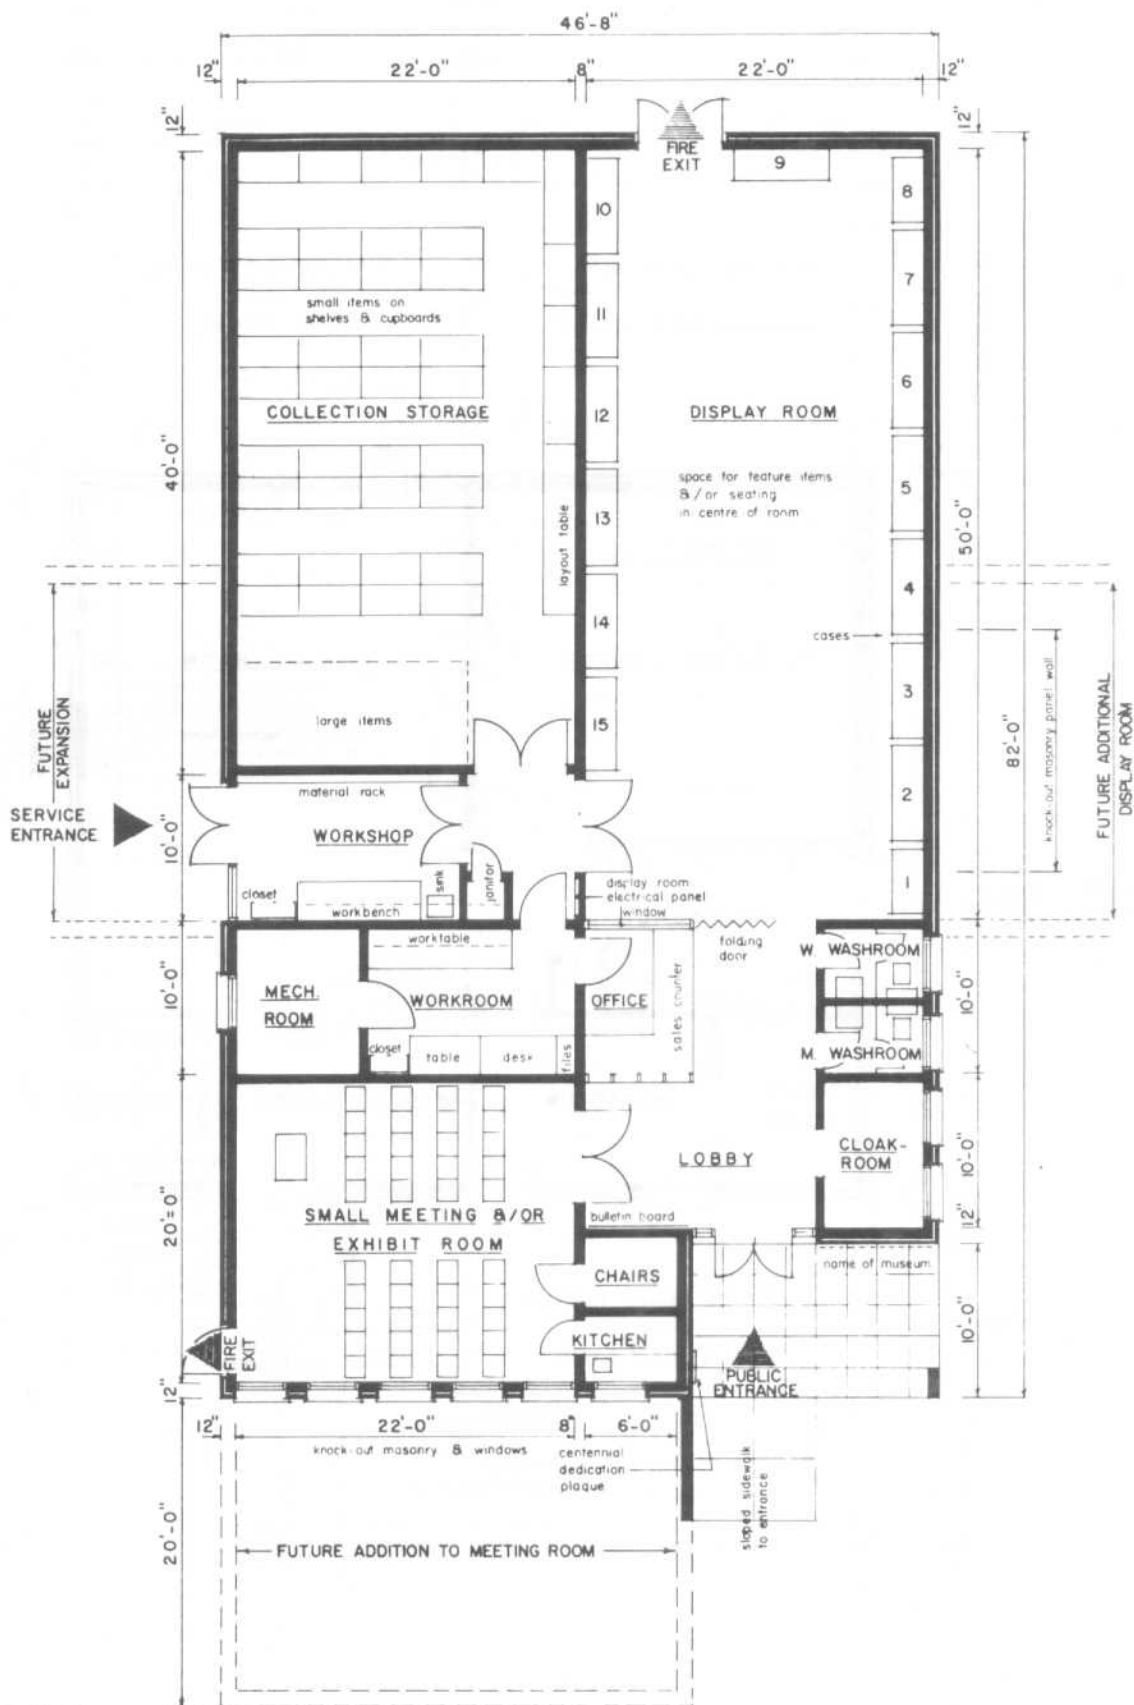 46'-8"
12"
22'-0"
8"
22'-0"
12"
12"
12"
FIRE
EXIT
9
10
8
7
small items on
shelves & cupboards
11
6
12
COLLECTION STORAGE
DISPLAY ROOM
40'-0"
space for feature items
&/or seating
in centre of room
5
13
layout table
50'-0"
4
14
cases
3
15
large items
FUTURE
EXPANSION
knock-out masonry panel wall
82'-0"
FUTURE ADDITIONAL
DISPLAY ROOM
material rack
2
SERVICE
ENTRANCE
10'-0"
WORKSHOP
closet
sink
janitor
workbench
display room
electrical panel
window
1
worktable
folding
door
W. WASHROOM
10'-0"
MECH.
ROOM
WORKROOM
OFFICE
sales counter
10'-0"
closet
table
desk
files
M. WASHROOM
LOBBY
CLOAK-
ROOM
10'-0"
20'=0"
SMALL MEETING &/OR
EXHIBIT ROOM
bulletin board
12"
CHAIRS
name of museum
KITCHEN
10'-0"
FIRE
EXIT
PUBLIC
ENTRANCE
12"
12"
22'-0"
8"
6'-0"
knock-out masonry & windows
centennial
dedication
plaque
sloped sidewalk
to entrance
20'-0"
FUTURE ADDITION TO MEETING ROOM